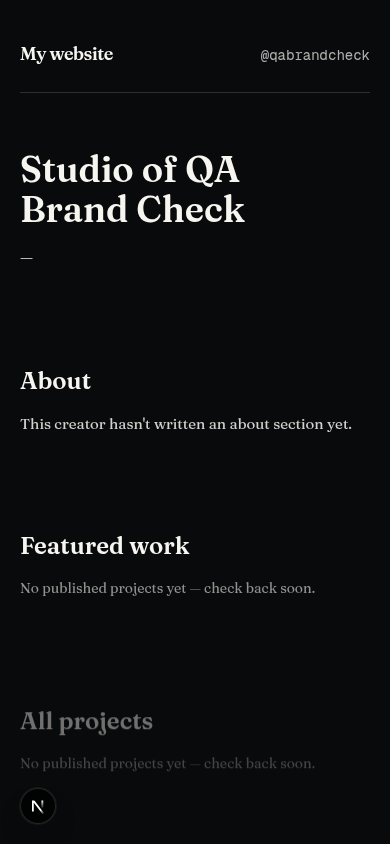 My website
@qabrandcheck
Studio of QA
Brand Check
—
About
This creator hasn't written an about section yet.
Featured work
No published projects yet — check back soon.
All projects
No published projects yet — check back soon.
N